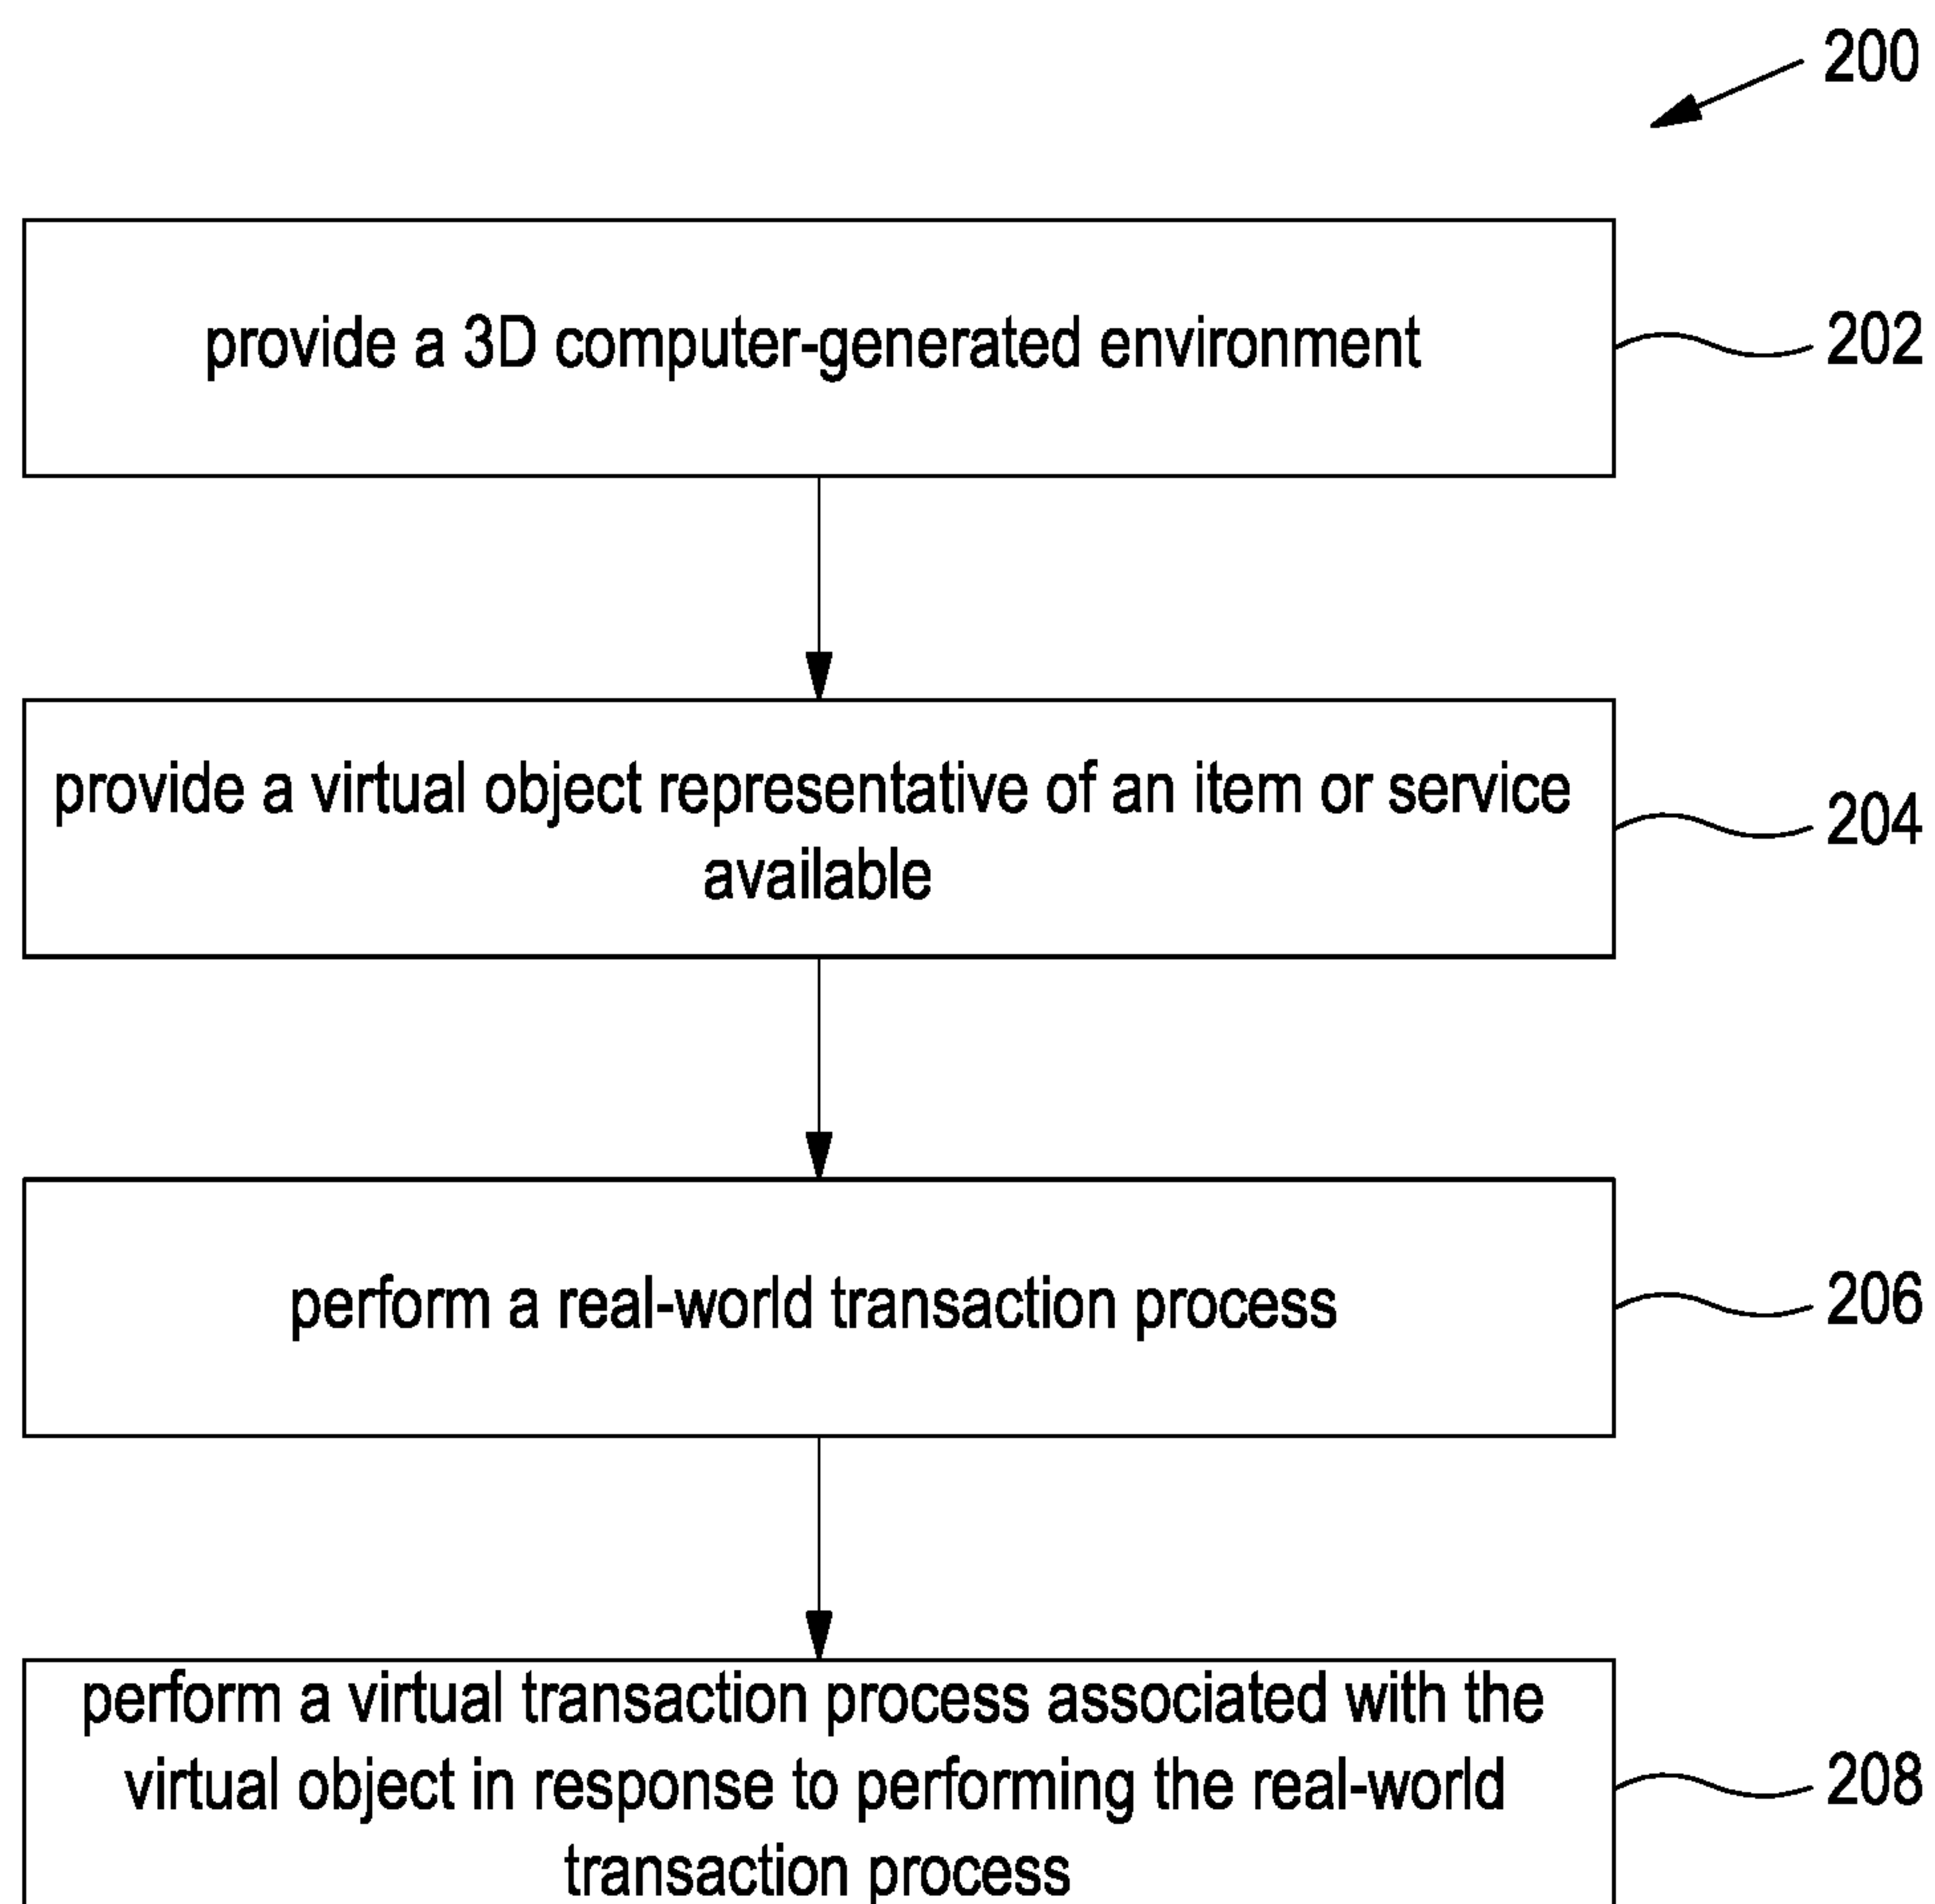 200
provide a 3D computer-generated environment
202
provide a virtual object representative of an item or service
available
204
perform a real-world transaction process
206
perform a virtual transaction process associated with the
virtual object in response to performing the real-world
transaction process
208